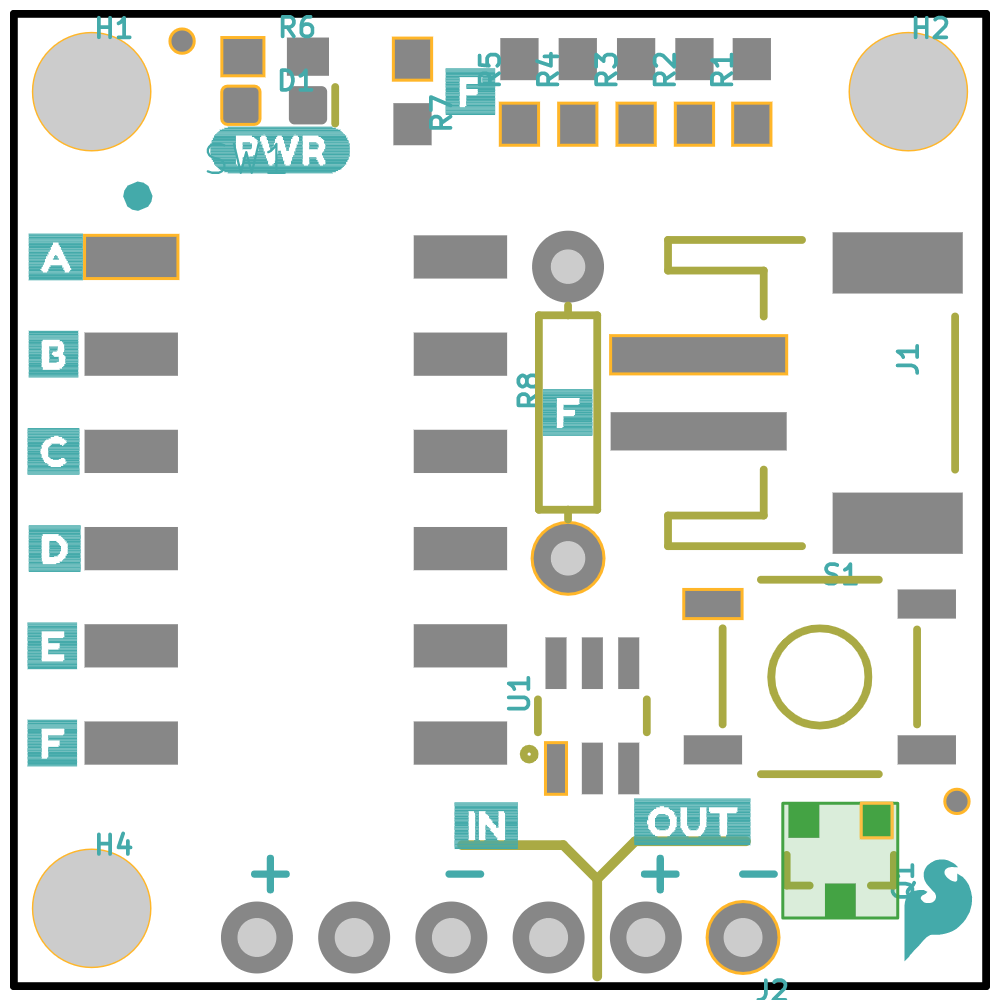 H1
R6
H2
D1
F
R5
R4
R3
R2
R1
R7
PWR
SW1
A
B
C
D
E
F
R8
F
J1
S1
U1
IN
OUT
H4
+
−
+
−
Q1
J2